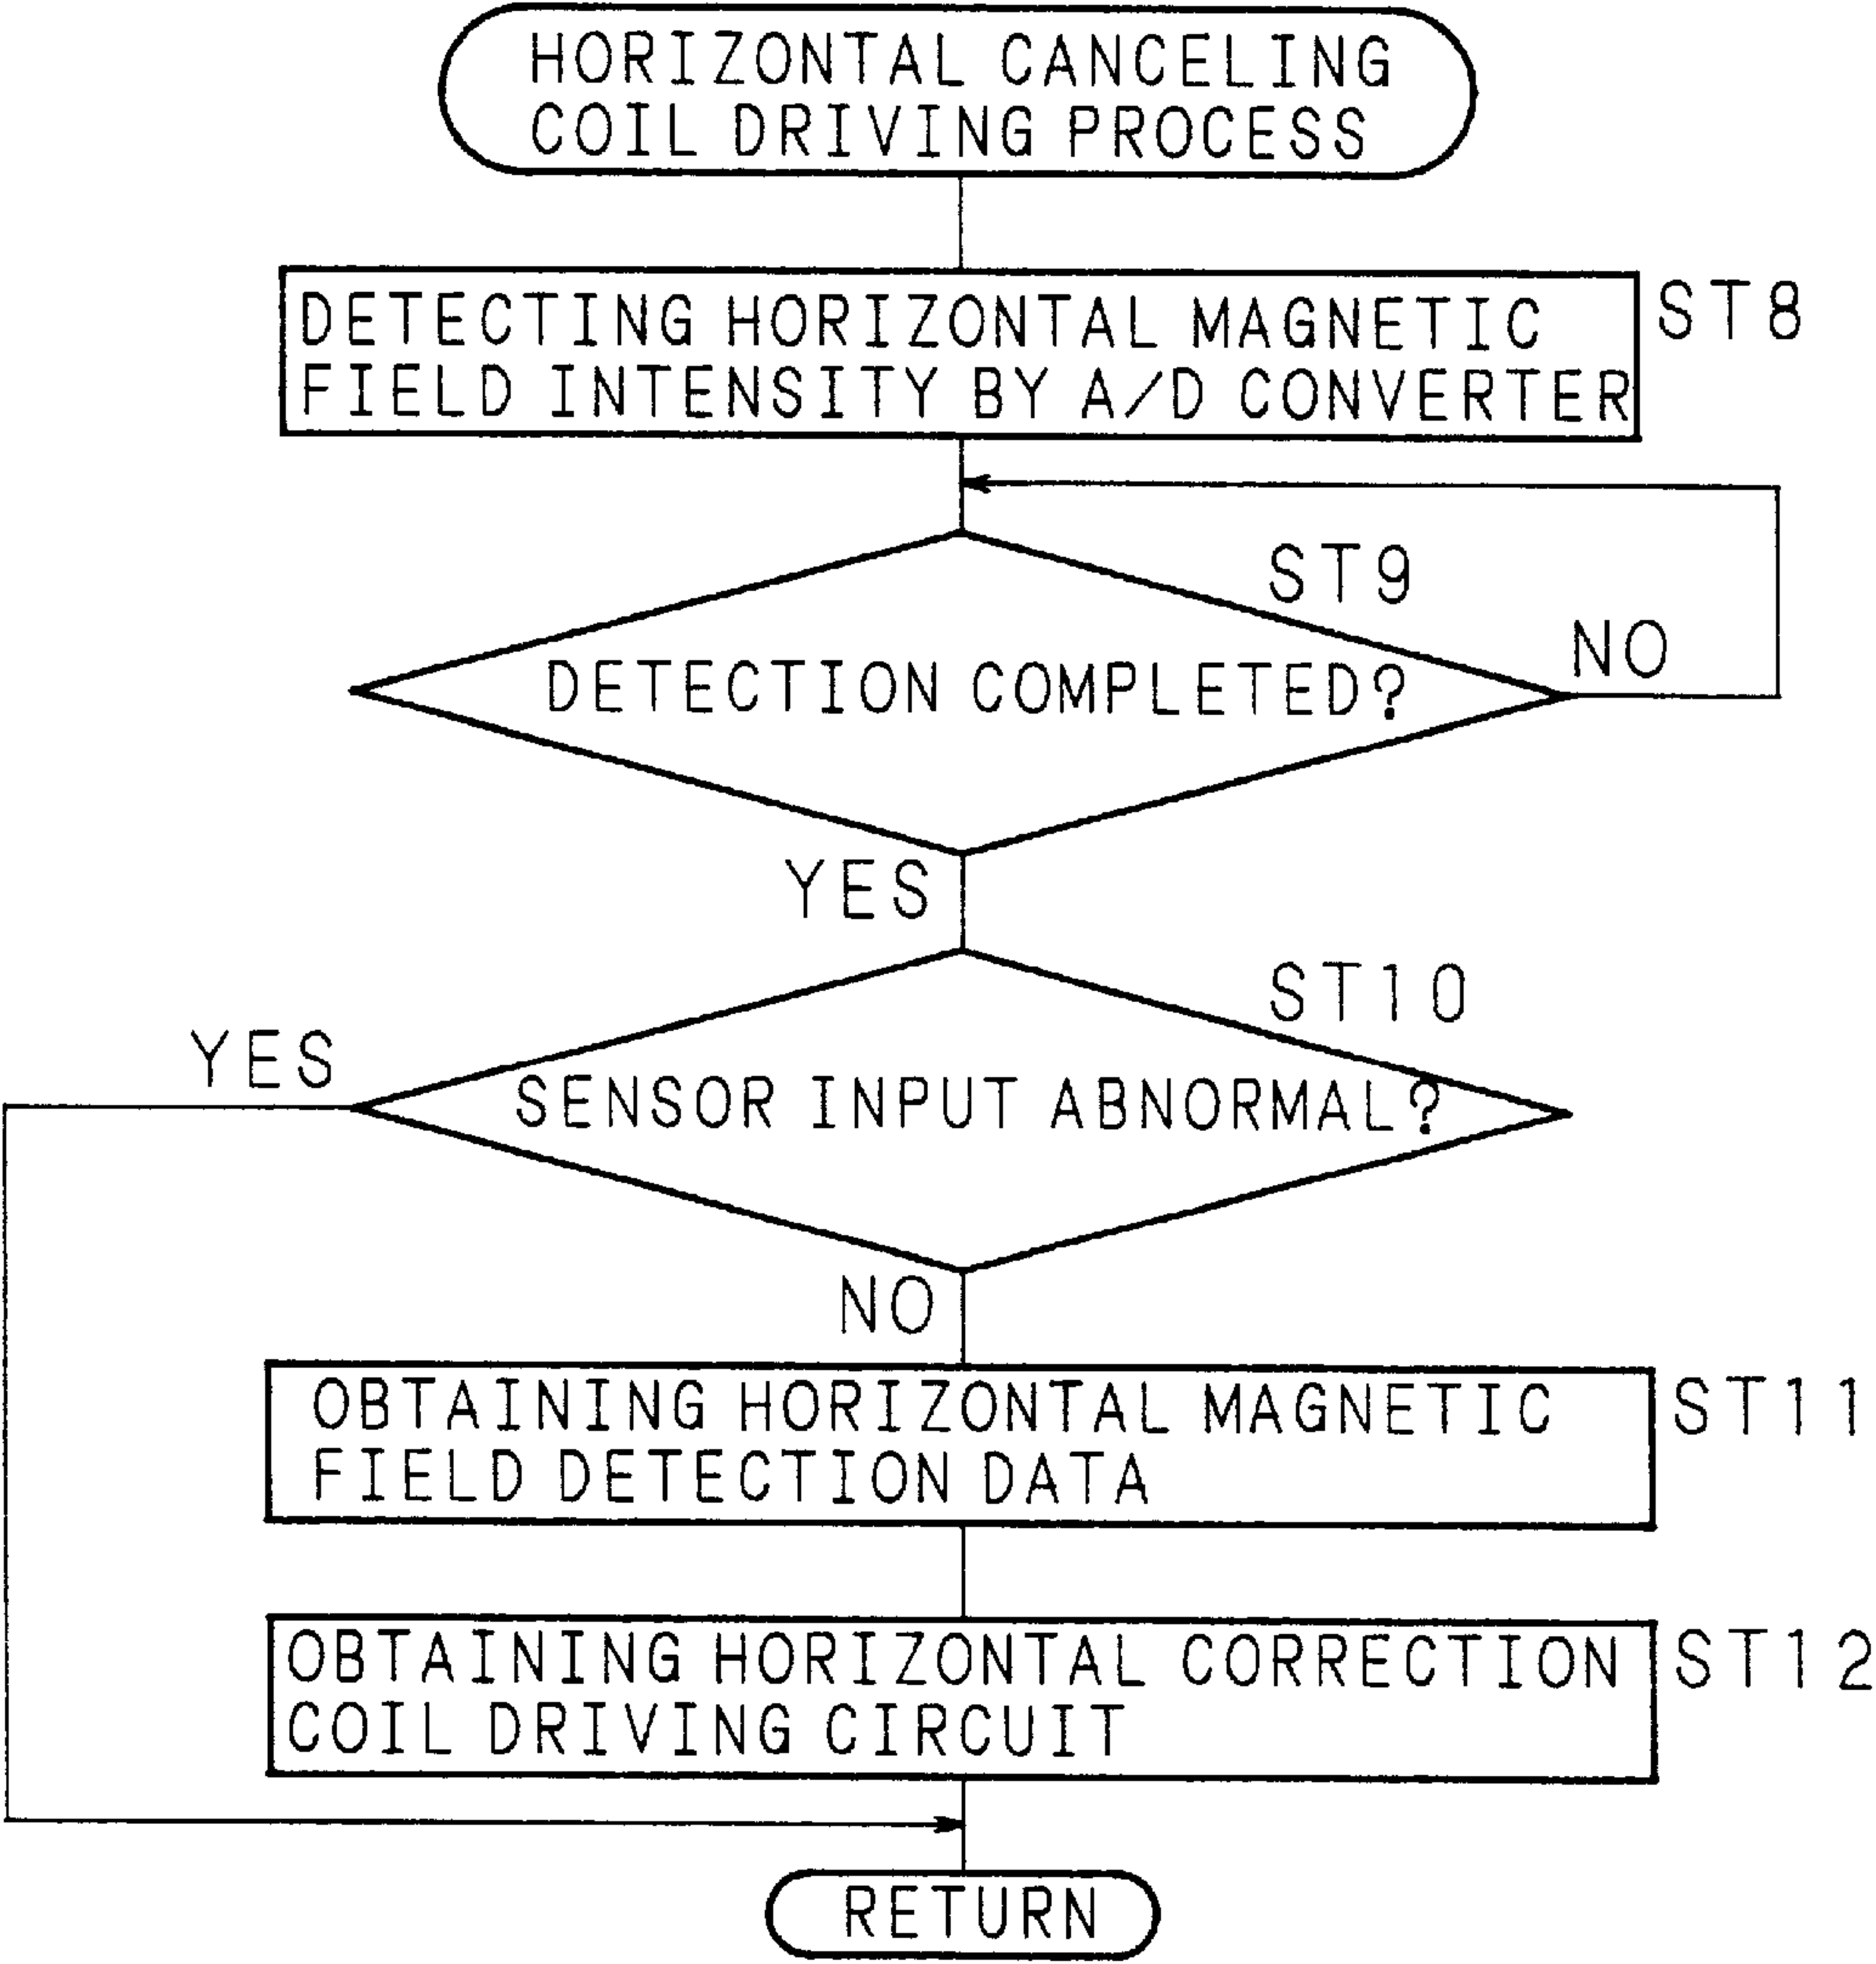 HORIZONTAL CANCELING
COIL DRIVING PROCESS
DETECTING HORIZONTAL MAGNETIC
FIELD INTENSITY BY A/D CONVERTER
ST8
ST9
NO
DETECTION COMPLETED?
YES
ST10
YES
SENSOR INPUT ABNORMAL?
NO
OBTAINING HORIZONTAL MAGNETIC
FIELD DETECTION DATA
ST11
OBTAINING HORIZONTAL CORRECTION
COIL DRIVING CIRCUIT
ST12
RETURN